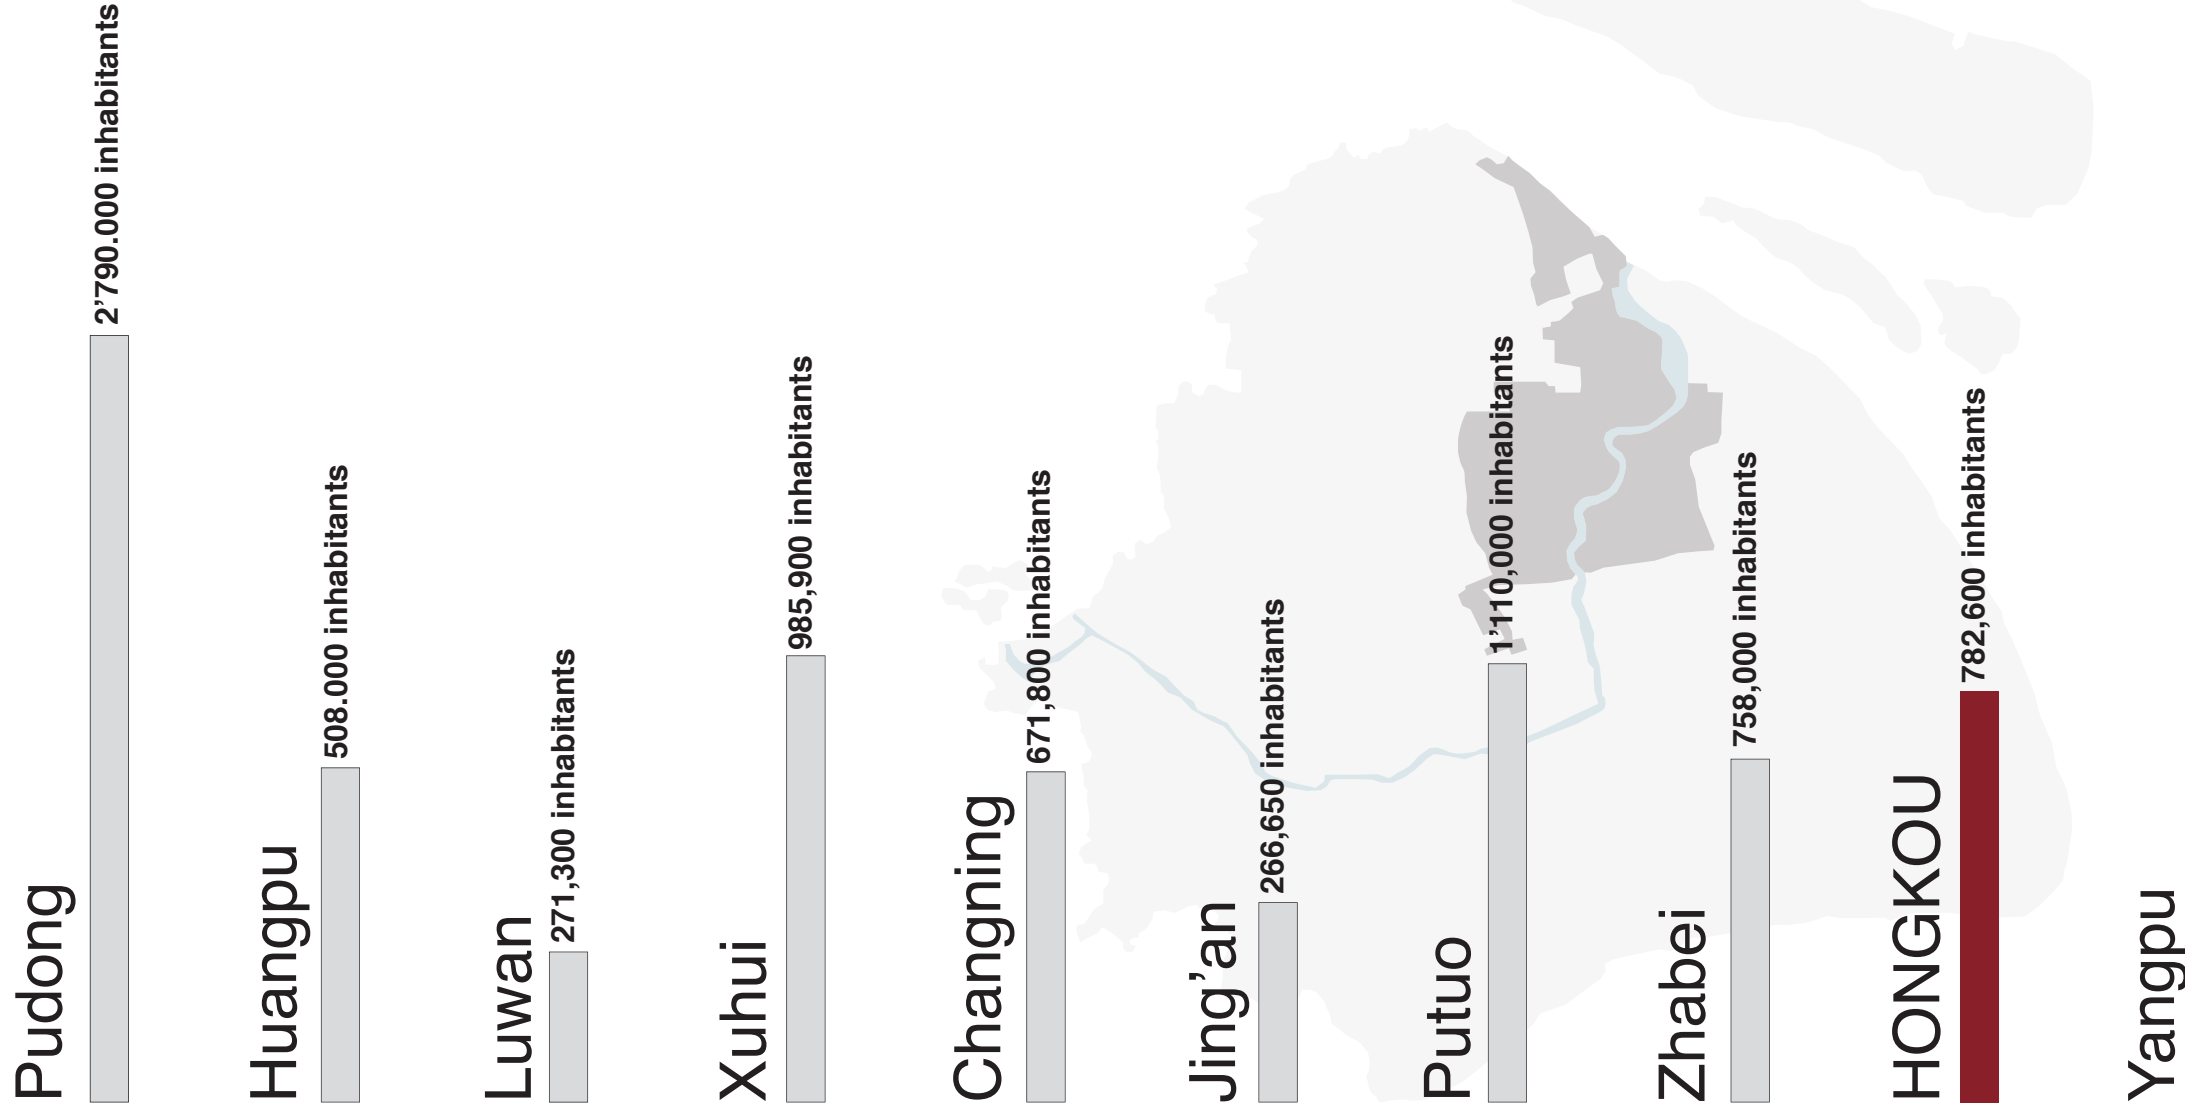 Pudong
2’790.000 inhabitants
Huangpu
508.000 inhabitants
Luwan
271,300 inhabitants
Xuhui
985,900 inhabitants
Changning
671,800 inhabitants
Jing’an
266,650 inhabitants
Putuo
1’110,000 inhabitants
Zhabei
758,000 inhabitants
HONGKOU
782,600 inhabitants
Yangpu